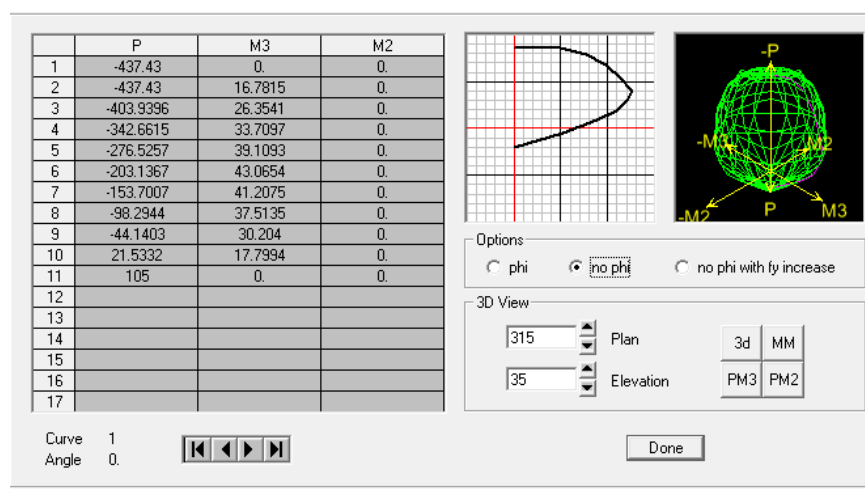 P M3 M2
1 -437.43 0. 0.
2 -437.43 16.7815 0.
3 -403.9396 26.3541 0.
4 -342.6615 33.7097 0.
5 -276.5257 39.1093 0.
6 -203.1367 43.0654 0.
7 -153.7007 41.2075 0.
8 -98.2944 37.5135 0.
9 -44.1403 30.204 0.
10 21.5332 17.7994 0.
11 105 0. 0.
12
13
14
15
16
17
Curve 1
Angle 0.
-P
-M3 M2
-M2 P M3
Options
phi no phi no phi with fy increase
3D View
315 Plan 3d MM
35 Elevation PM3 PM2
Done